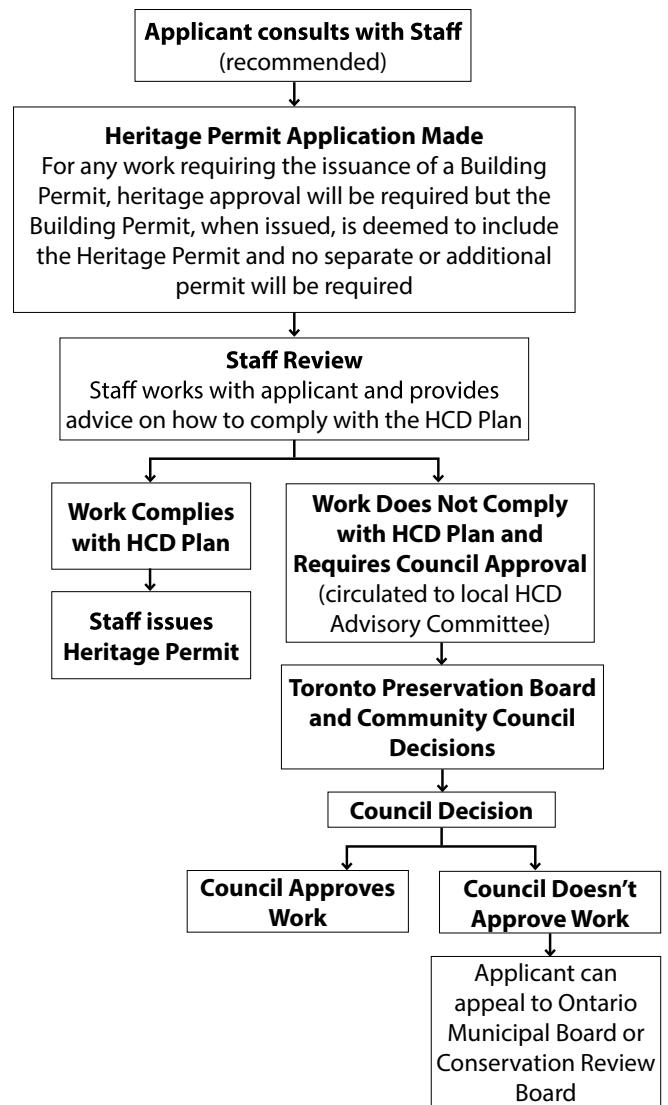 Applicant consults with Staff
(recommended)
Heritage Permit Application Made
For any work requiring the issuance of a Building
Permit, heritage approval will be required but the
Building Permit, when issued, is deemed to include
the Heritage Permit and no separate or additional
permit will be required
Staff Review
Staff works with applicant and provides
advice on how to comply with the HCD Plan
Work Complies
with HCD Plan
Staff issues
Heritage Permit
Work Does Not Comply
with HCD Plan and
Requires Council Approval
(circulated to local HCD
Advisory Committee)
Toronto Preservation Board
and Community Council
Decisions
Council Decision
Council Approves
Work
Council Doesn't
Approve Work
Applicant can
appeal to Ontario
Municipal Board or
Conservation Review
Board